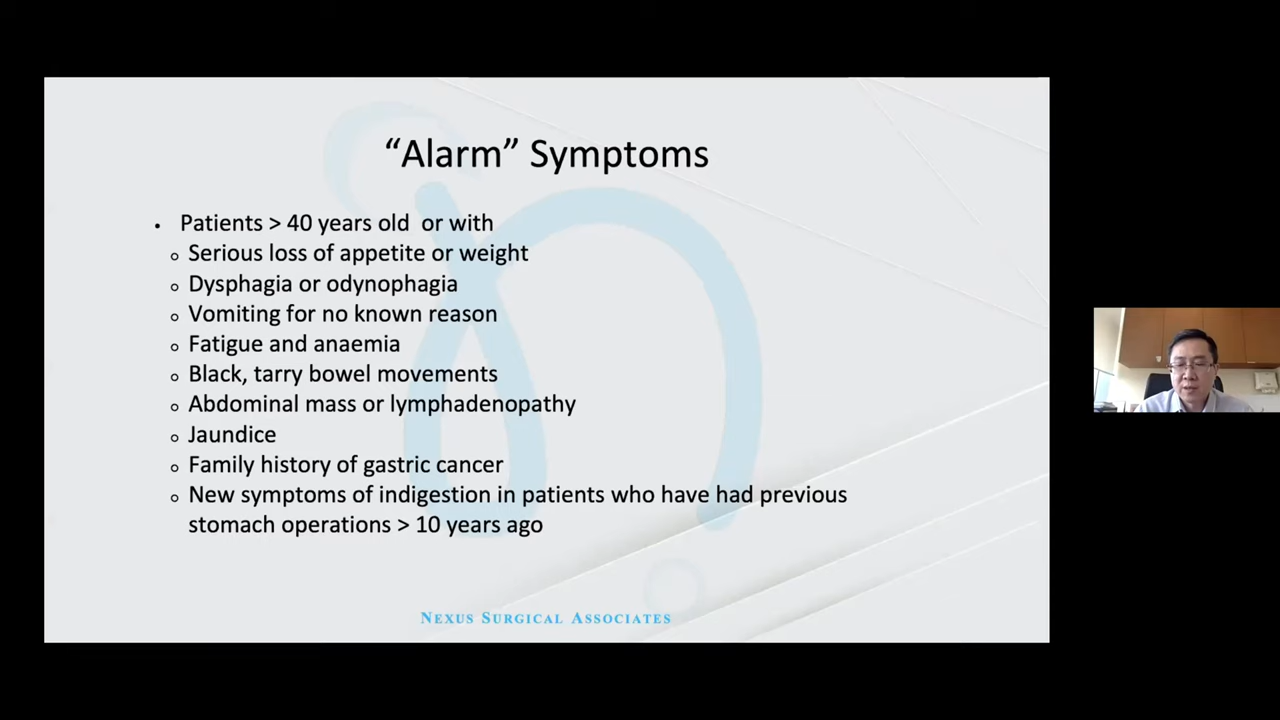 “Alarm” Symptoms
• Patients > 40 years old or with
○ Serious loss of appetite or weight
○ Dysphagia or odynophagia
○ Vomiting for no known reason
○ Fatigue and anaemia
○ Black, tarry bowel movements
○ Abdominal mass or lymphadenopathy
○ Jaundice
○ Family history of gastric cancer
○ New symptoms of indigestion in patients who have had previous
stomach operations > 10 years ago
NEXUS SURGICAL ASSOCIATES